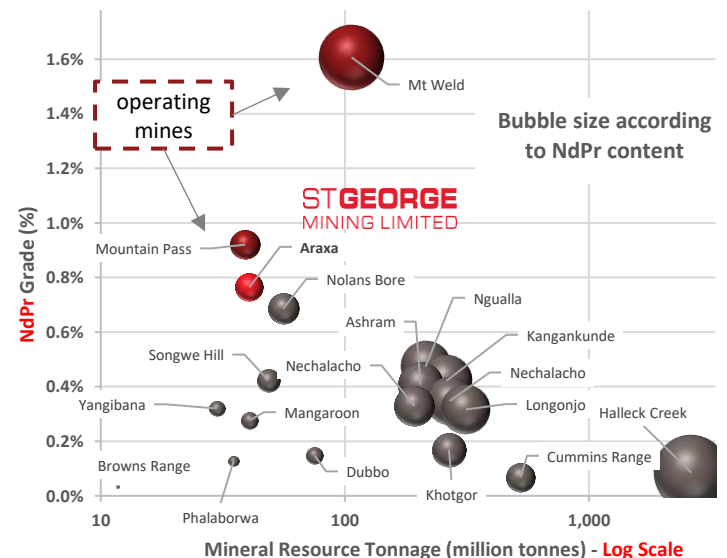 1.6%
Mt Weld
operating
mines
1.4%
Bubble size according
to NdPr content
1.2%
STGEORGE
MINING LIMITED
1.0%
Mountain Pass
Araxa
0.8%
Nolans Bore
Ngualla
Ashram
0.6%
Kangankunde
Songwe Hill
Nechalacho
Nechalacho
0.4%
Yangibana
Mangaroon
Longonjo
Halleck Creek
0.2%
Browns Range
Dubbo
Cummins Range
Khotgor
0.0%
Phalaborwa
NdPr Grade (%)
10
100
1,000
Mineral Resource Tonnage (million tonnes) - Log Scale